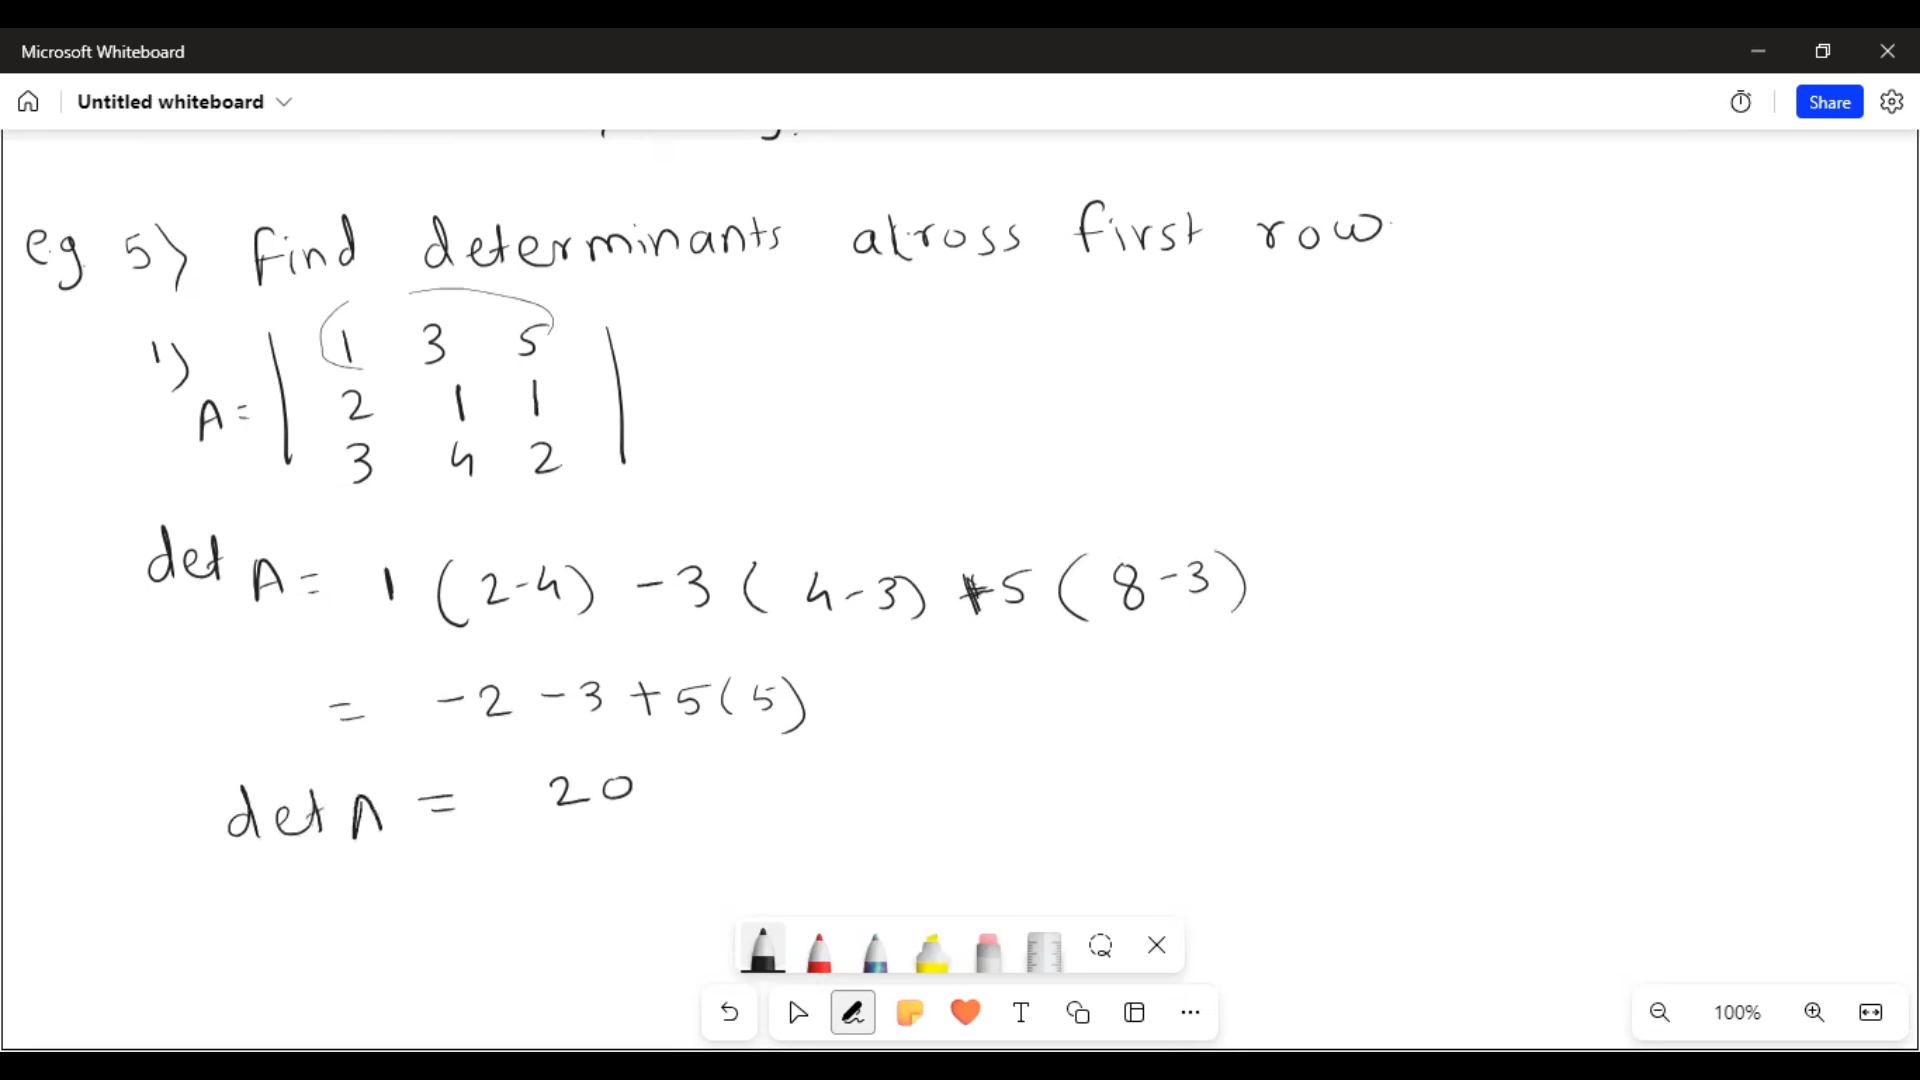 Microsoft Whiteboard
Untitled whiteboard
Share
eg. 5) Find determinants across first row.
1)
1 3 5
A = 2 1 1
3 4 2
det A = 1 (2-4) - 3 (4-3) + 5 (8-3)
= -2 - 3 + 5(5)
det A = 20
T
100%